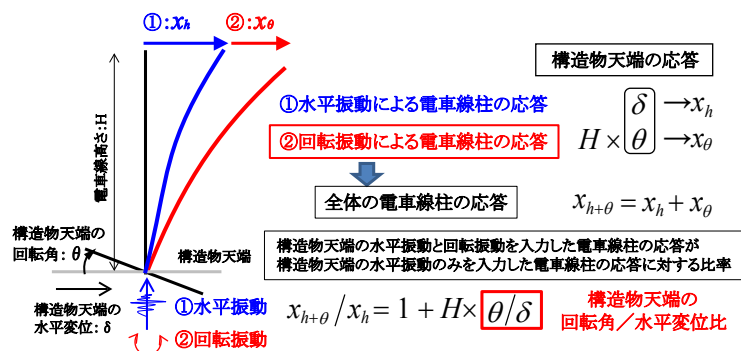 ①:xₕ
②:x_θ
電車線高さ:H
構造物天端の
回転角: θ
構造物天端
構造物天端の
水平変位: δ
①水平振動
②回転振動
構造物天端の応答
①水平振動による電車線柱の応答
δ →xₕ
②回転振動による電車線柱の応答
H × θ →x_θ
全体の電車線柱の応答
x_{h+θ} = x_h + x_θ
構造物天端の水平振動と回転振動を入力した電車線柱の応答が
構造物天端の水平振動のみを入力した電車線柱の応答に対する比率
x_{h+θ}/x_h = 1 + H× θ/δ
構造物天端の
回転角／水平変位比